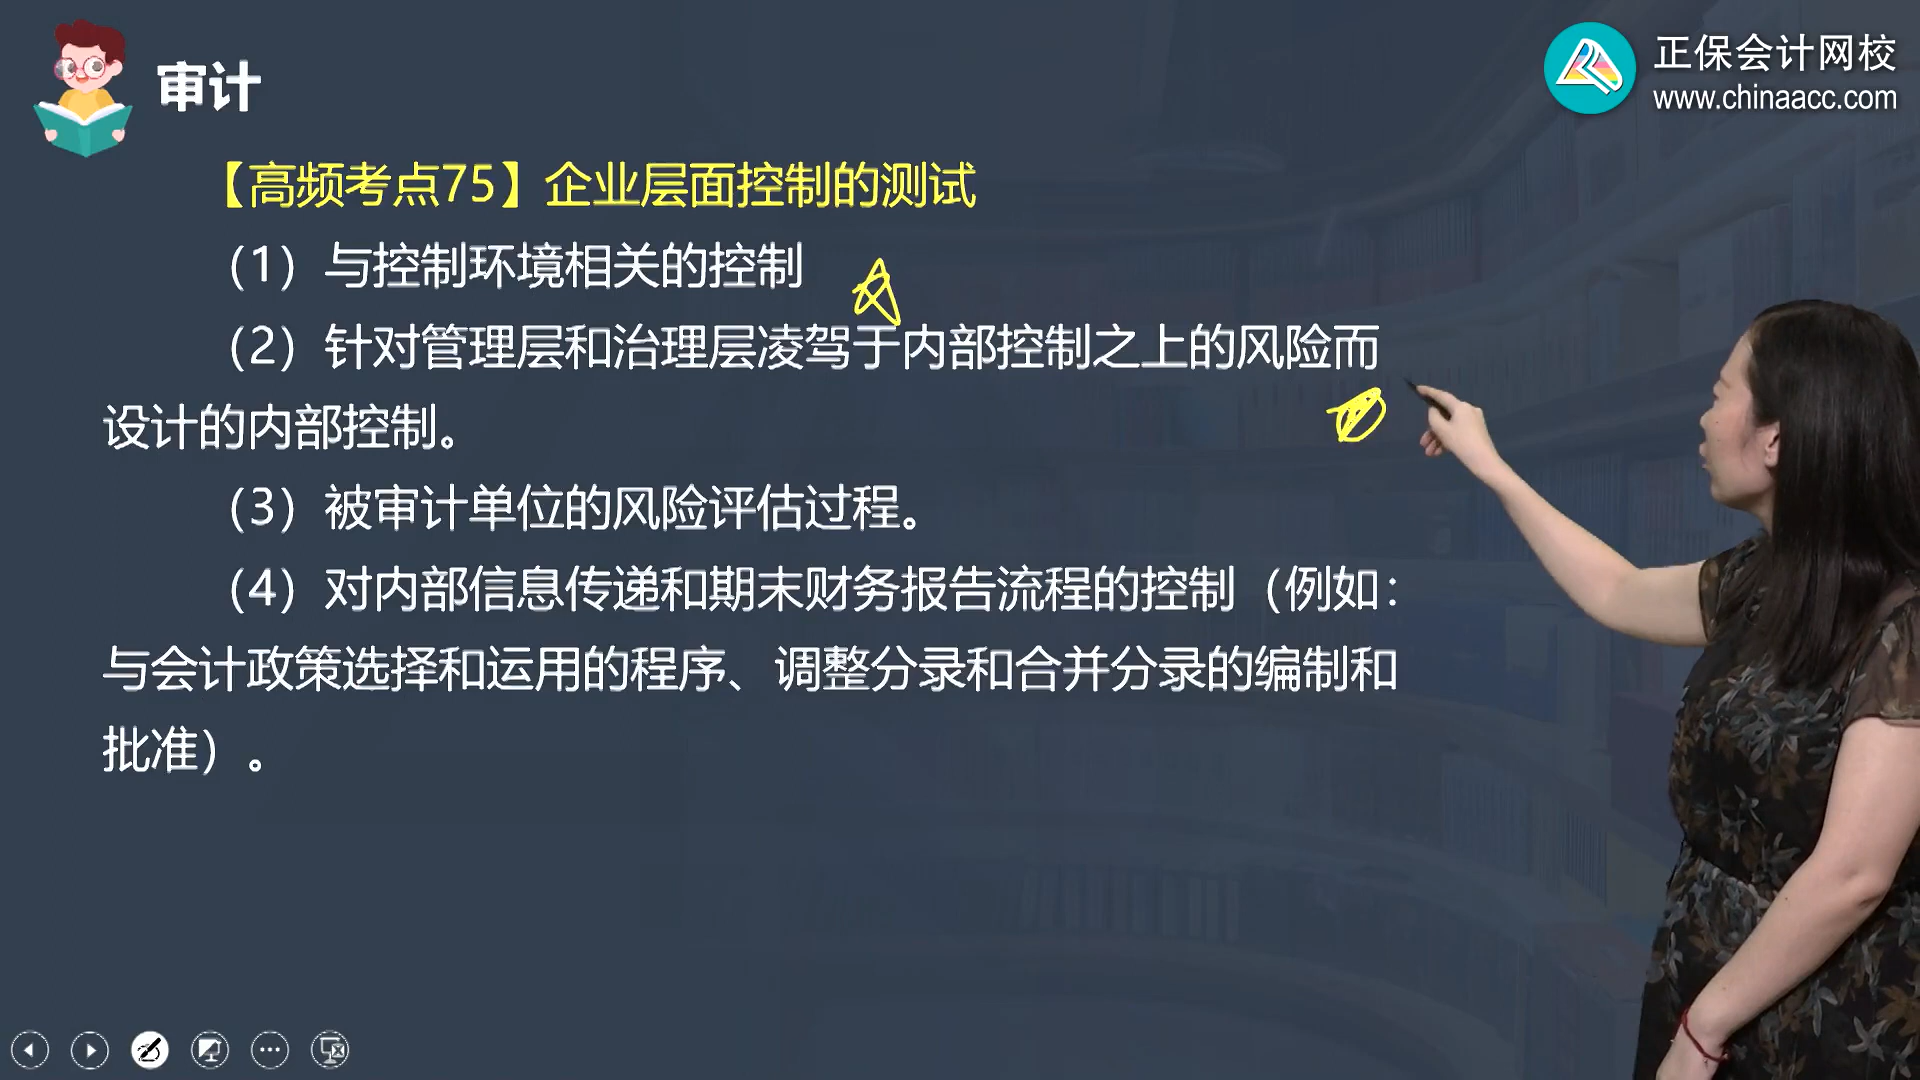 审计
正保会计网校
www.chinaacc.com
【高频考点75】企业层面控制的测试
（1）与控制环境相关的控制
（2）针对管理层和治理层凌驾于内部控制之上的风险而
设计的内部控制。
（3）被审计单位的风险评估过程。
（4）对内部信息传递和期末财务报告流程的控制（例如：
与会计政策选择和运用的程序、调整分录和合并分录的编制和
批准）。